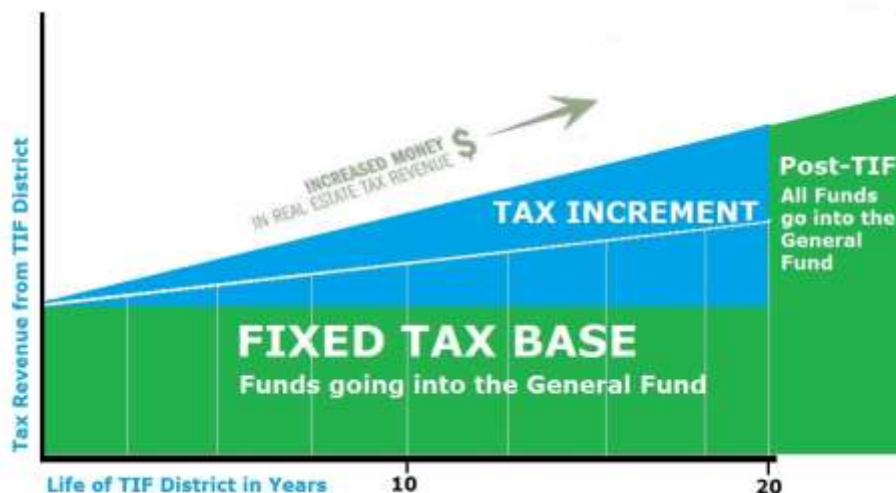 INCREASED MONEY
IN REAL ESTATE TAX REVENUE
$
TAX INCREMENT
Post-TIF
All Funds
go into the
General
Fund
FIXED TAX BASE
Funds going into the General Fund
Tax Revenue from TIF District
Life of TIF District in Years
10
20